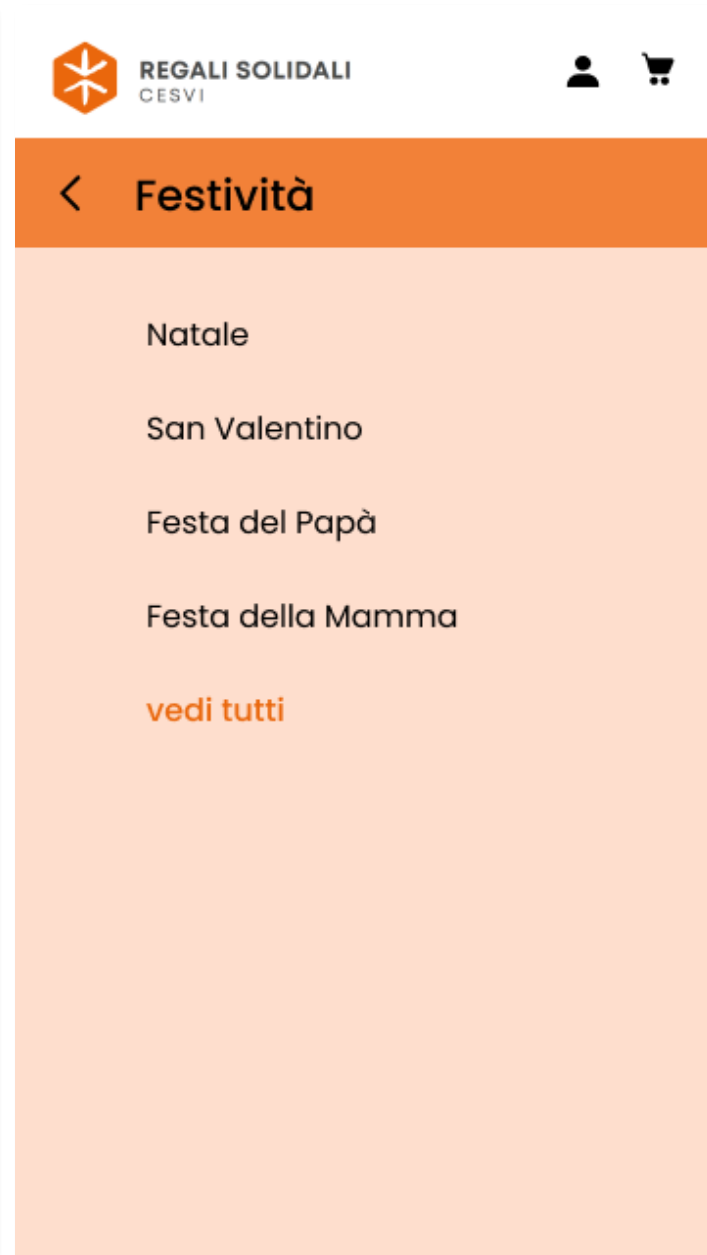 REGALI SOLIDALI
CESVI
Festività
Natale
San Valentino
Festa del Papà
Festa della Mamma
vedi tutti